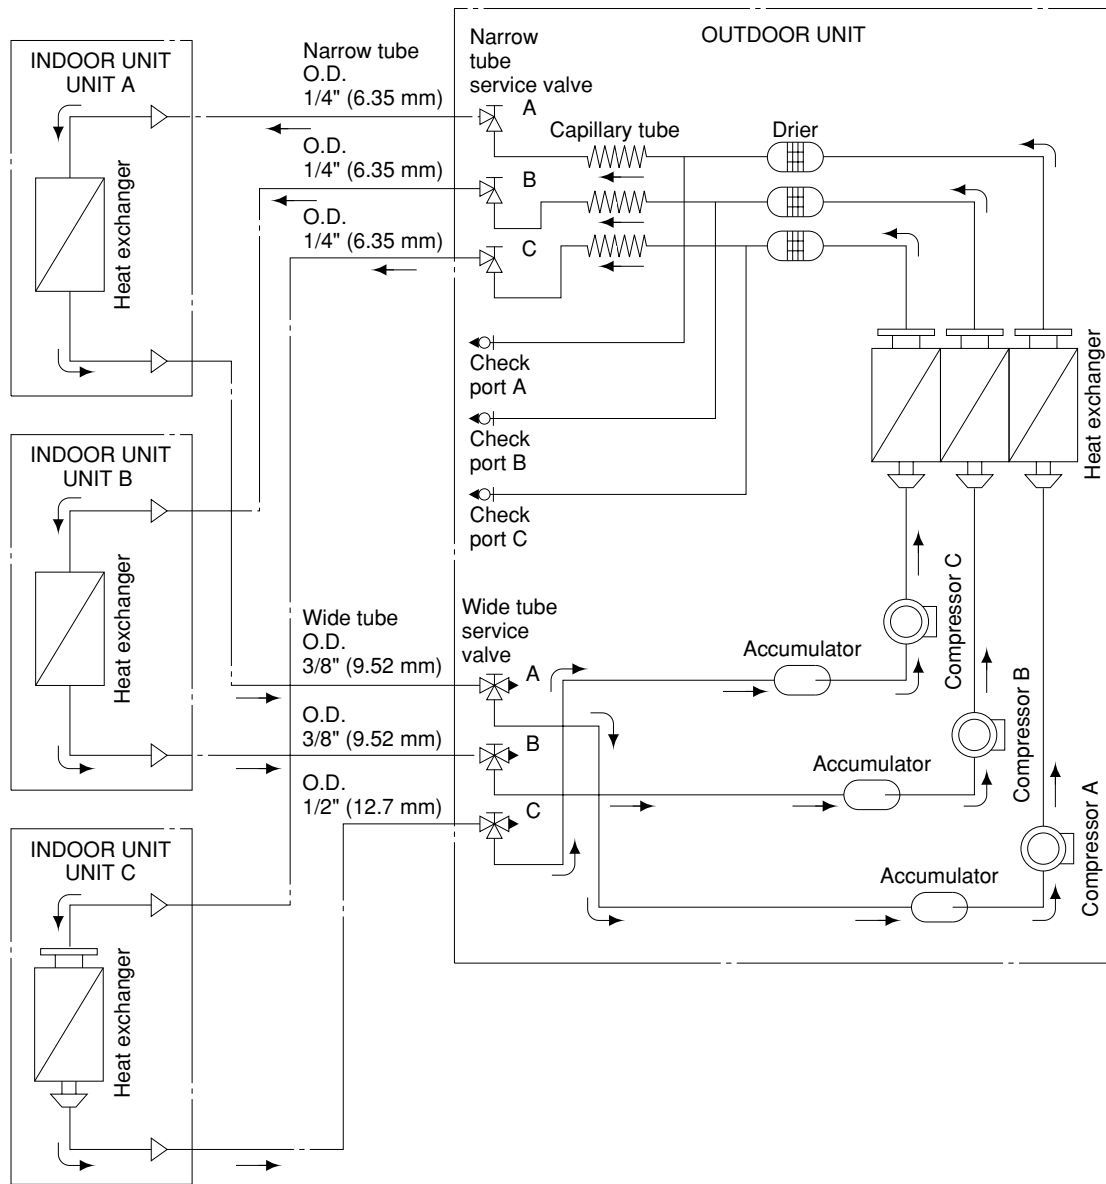 OUTDOOR UNIT
INDOOR UNIT
UNIT A
Heat exchanger
Narrow tube
O.D.
1/4" (6.35 mm)
O.D.
1/4" (6.35 mm)
O.D.
1/4" (6.35 mm)
Narrow
tube
service valve
A
B
C
Capillary tube
Drier
Check
port A
Check
port B
Check
port C
Heat exchanger
INDOOR UNIT
UNIT B
Heat exchanger
Wide tube
O.D.
3/8" (9.52 mm)
O.D.
3/8" (9.52 mm)
O.D.
1/2" (12.7 mm)
Wide tube
service
valve
A
B
C
Accumulator
Compressor C
Accumulator
Compressor B
Accumulator
Compressor A
INDOOR UNIT
UNIT C
Heat exchanger